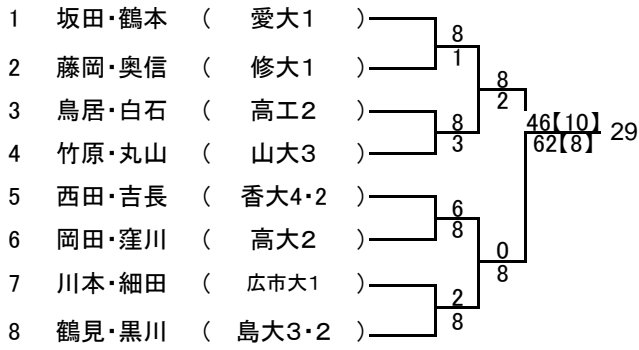 1 坂田・鶴本 ( 愛大1 )
2 藤岡・奥信 ( 修大1 )
3 鳥居・白石 ( 高工2 )
4 竹原・丸山 ( 山大3 )
5 西田・吉長 ( 香大4・2 )
6 岡田・窪川 ( 高大2 )
7 川本・細田 ( 広市大1 )
8 鶴見・黒川 ( 島大3・2 )
8
1
8
3
6
8
2
8
8
2
0
8
46【10】
62【8】
29